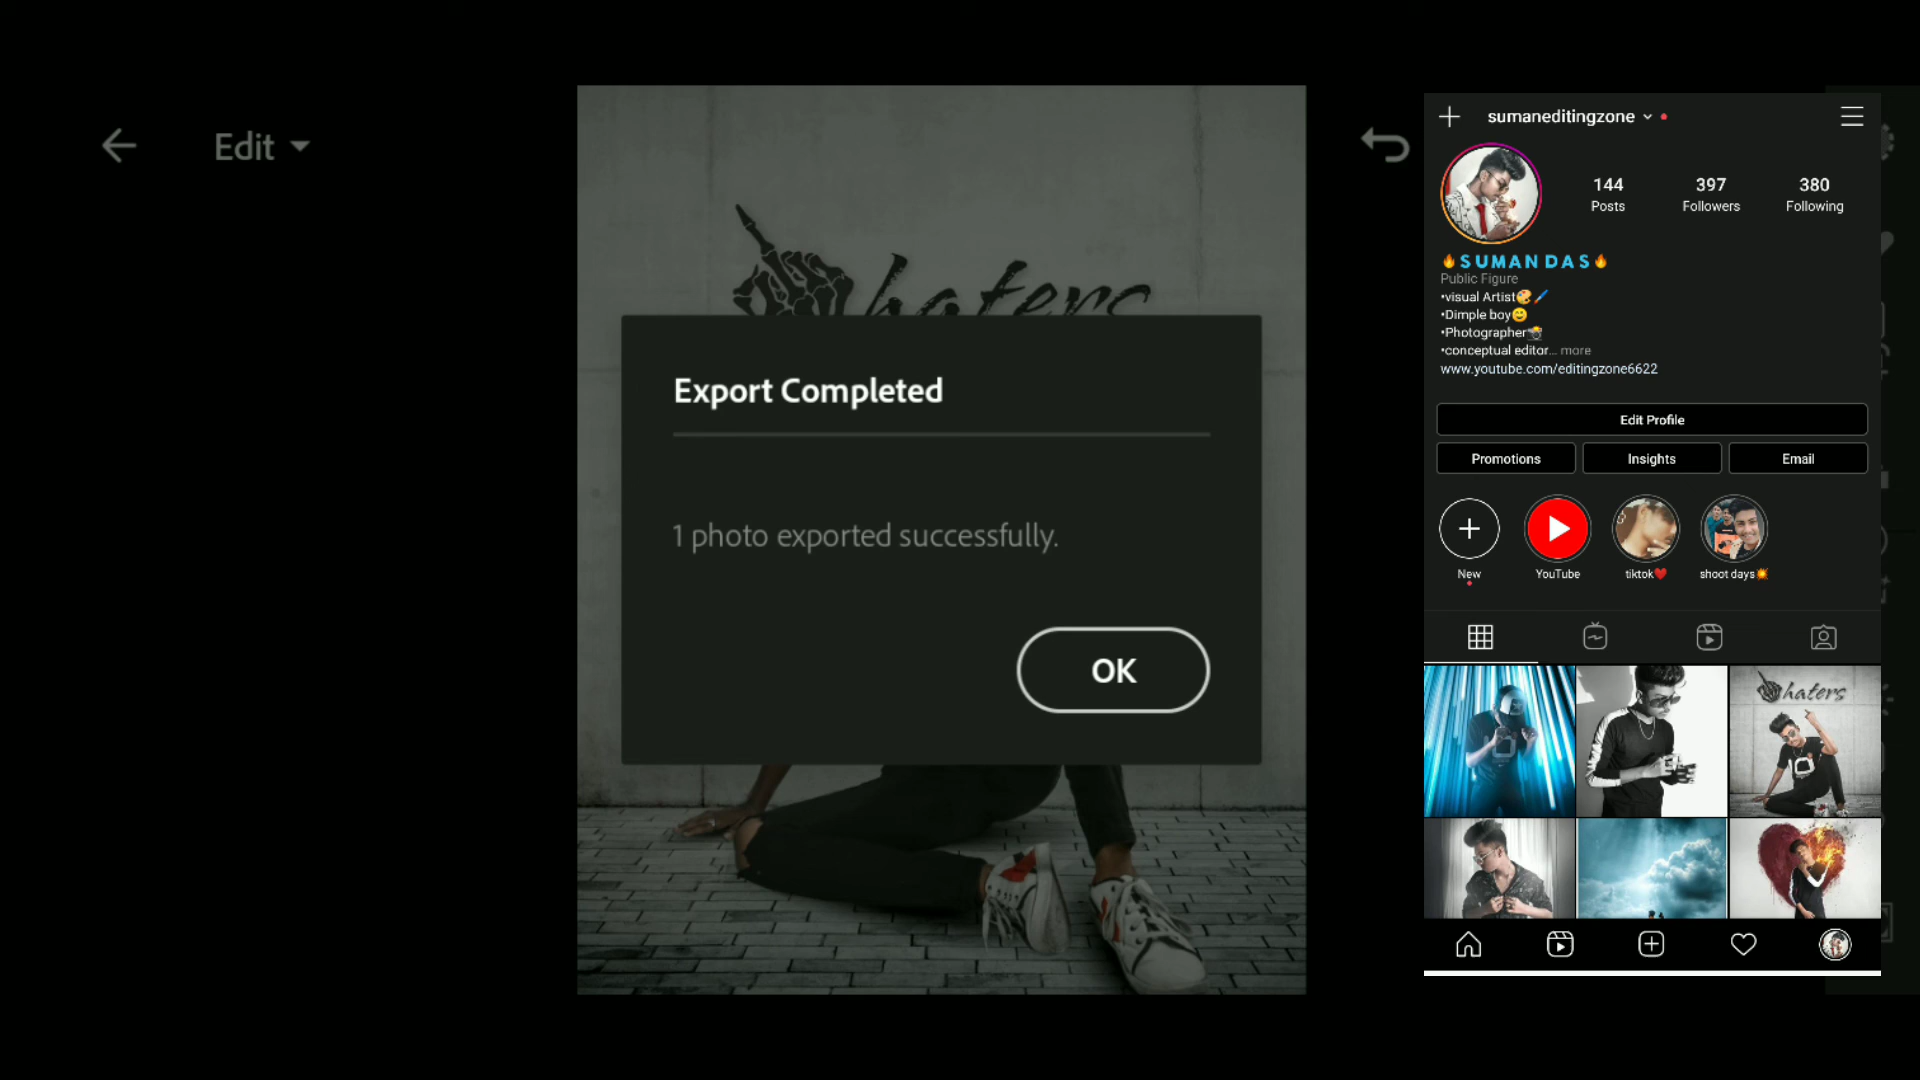 Edit
haters
Export Completed
1 photo exported successfully.
OK
sumaneditingzone
144
Posts
397
Followers
380
Following
🔥SUMAN DAS🔥
Public Figure
•visual Artist🎨🖌️
•Dimple boy😊
•Photographer📸
•conceptual editor... more
www.youtube.com/editingzone6622
Edit Profile
Promotions
Insights
Email
New
YouTube
tiktok❤️
shoot days💥
haters